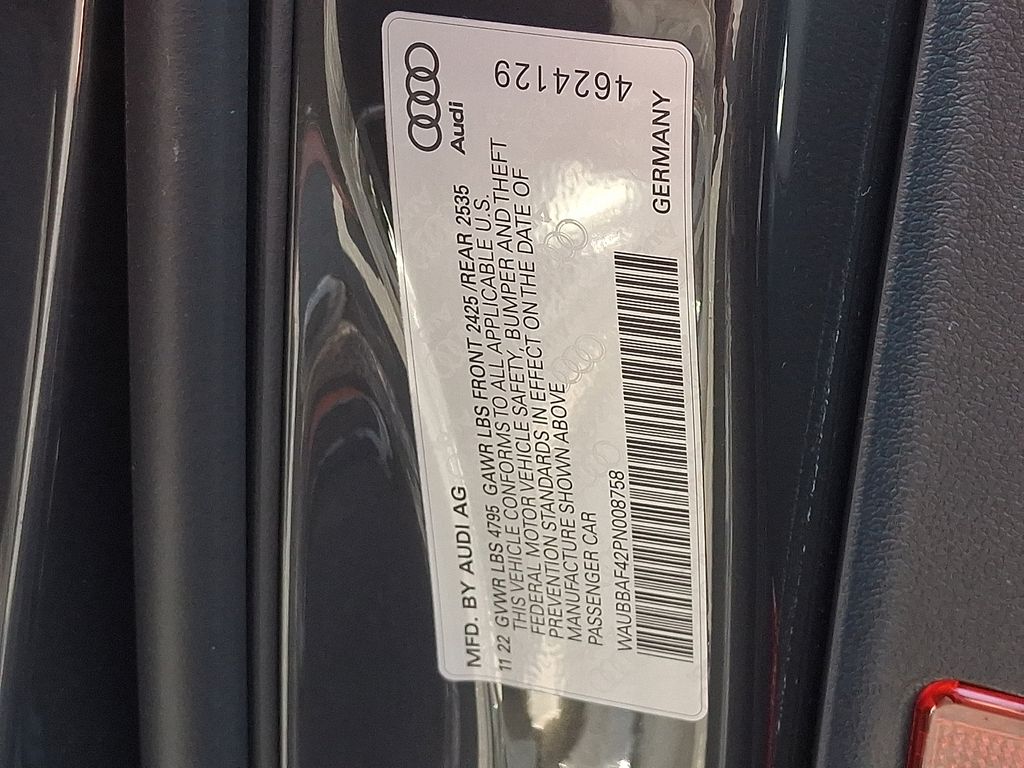 MFD. BY AUDI AG
Audi
11 22 GVWR LBS 4795 GAWR LBS FRONT 2425 /REAR 2535
THIS VEHICLE CONFORMS TO ALL APPLICABLE U.S.
FEDERAL MOTOR VEHICLE SAFETY, BUMPER AND THEFT
PREVENTION STANDARDS IN EFFECT ON THE DATE OF
MANUFACTURE SHOWN ABOVE
PASSENGER CAR
WAUBBAF42PN008758
GERMANY
4624129